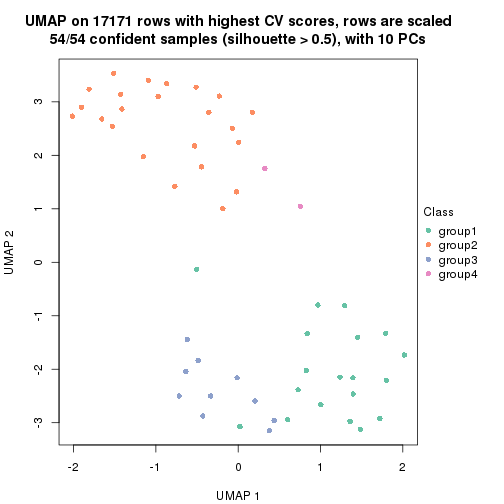 UMAP on 17171 rows with highest CV scores, rows are scaled
54/54 confident samples (silhouette > 0.5), with 10 PCs
3
2
1
0
-1
-2
-3
UMAP 2
-2
-1
0
1
2
UMAP 1
Class
group1
group2
group3
group4